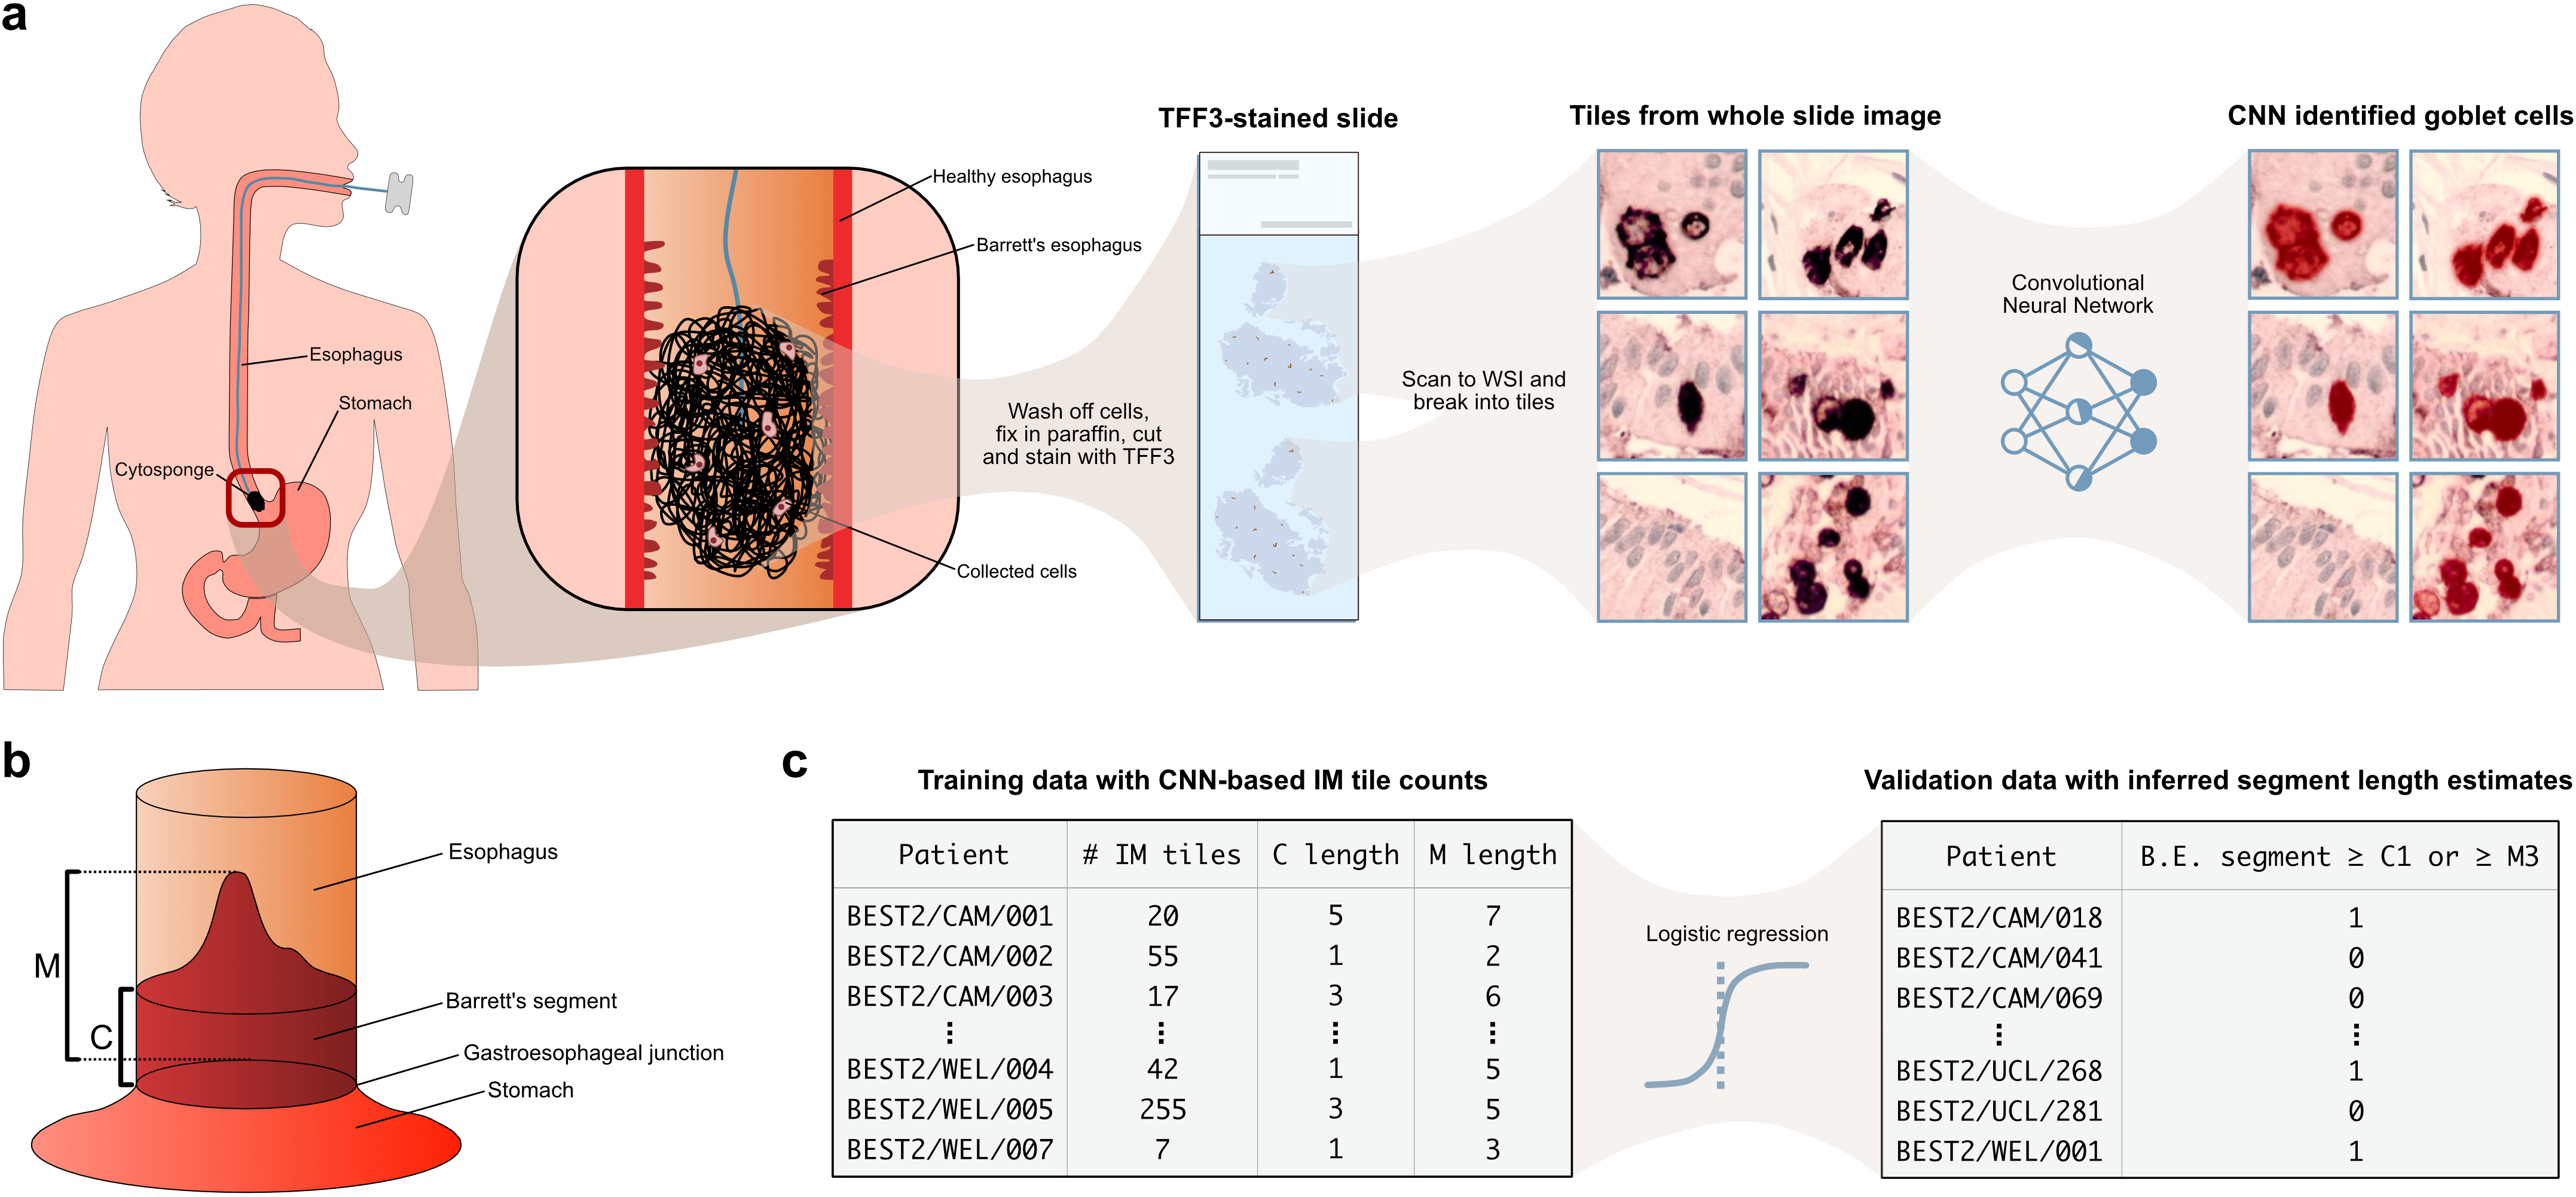 a
Esophagus
Stomach
Cytosponge
Healthy esophagus
Barrett's esophagus
Collected cells
Wash off cells,
fix in paraffin, cut
and stain with TFF3
TFF3-stained slide
Scan to WSI and
break into tiles
Tiles from whole slide image
Convolutional
Neural Network
CNN identified goblet cells
b
M
C
Esophagus
Barrett's segment
Gastroesophageal junction
Stomach
c
Training data with CNN-based IM tile counts
Patient # IM tiles C length M length
BEST2/CAM/001 20 5 7
BEST2/CAM/002 55 1 2
BEST2/CAM/003 17 3 6
⋮ ⋮ ⋮ ⋮
BEST2/WEL/004 42 1 5
BEST2/WEL/005 255 3 5
BEST2/WEL/007 7 1 3
Logistic regression
Validation data with inferred segment length estimates
Patient B.E. segment ≥ C1 or ≥ M3
BEST2/CAM/018 1
BEST2/CAM/041 0
BEST2/CAM/069 0
⋮ ⋮
BEST2/UCL/268 1
BEST2/UCL/281 0
BEST2/WEL/001 1